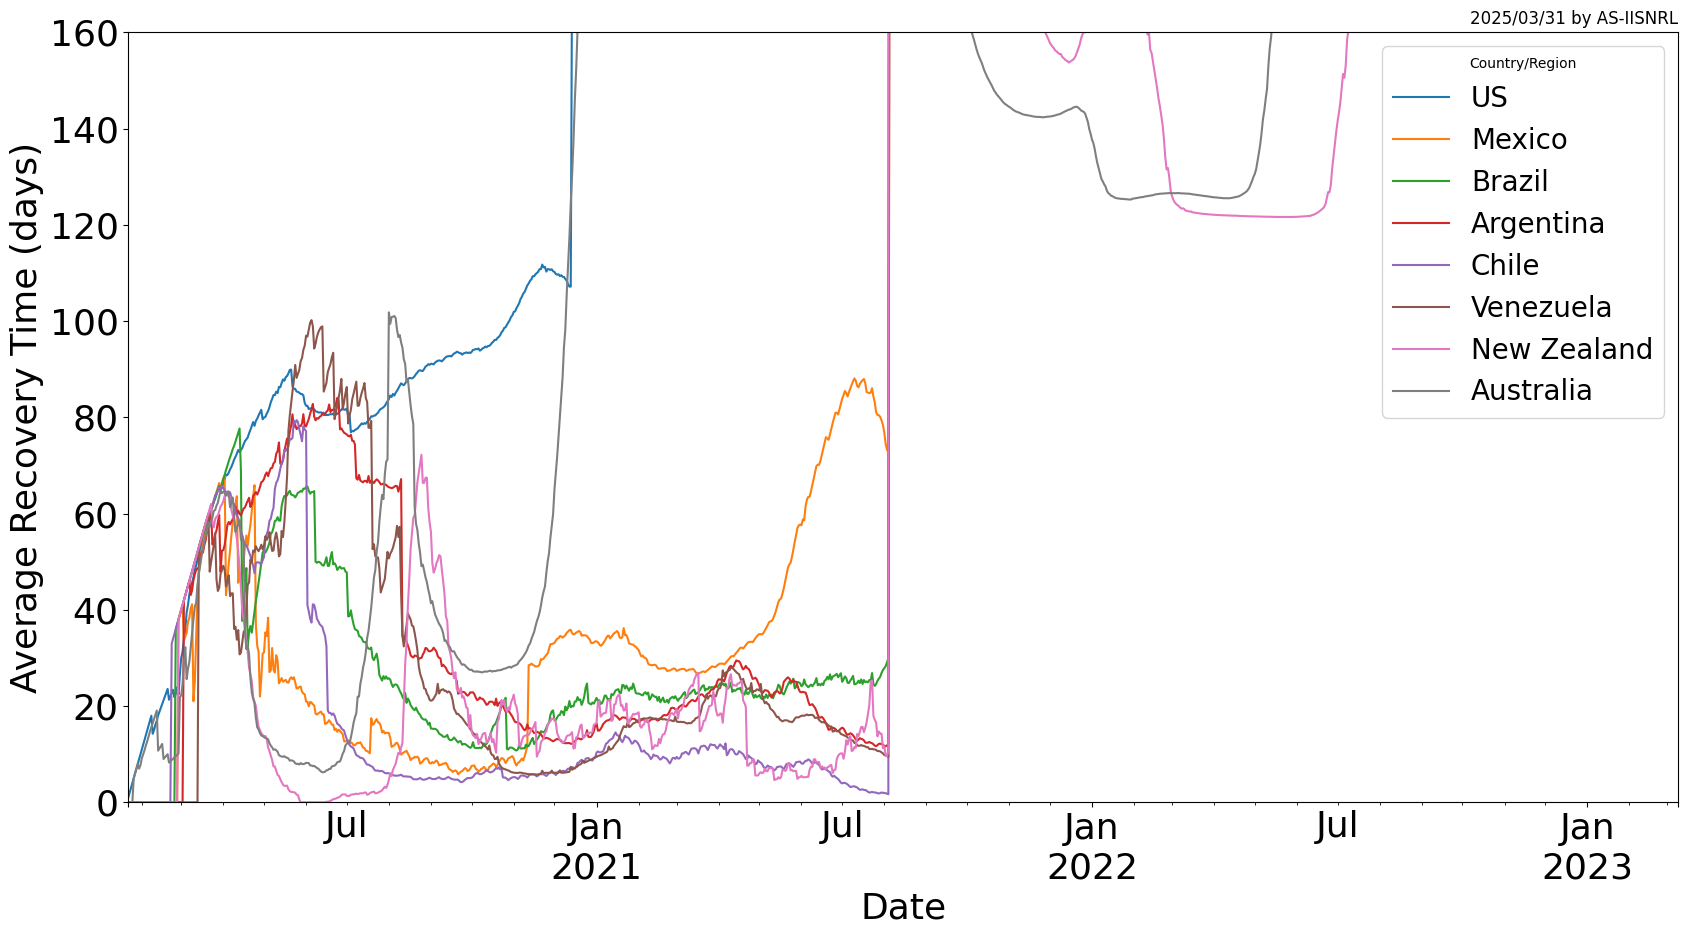 2025/03/31 by AS-IISNRL
Country/Region
US
Mexico
Brazil
Argentina
Chile
Venezuela
New Zealand
Australia
Average Recovery Time (days)
160
140
120
100
80
60
40
20
0
Jul
Jan
2021
Jul
Jan
2022
Jul
Jan
2023
Date